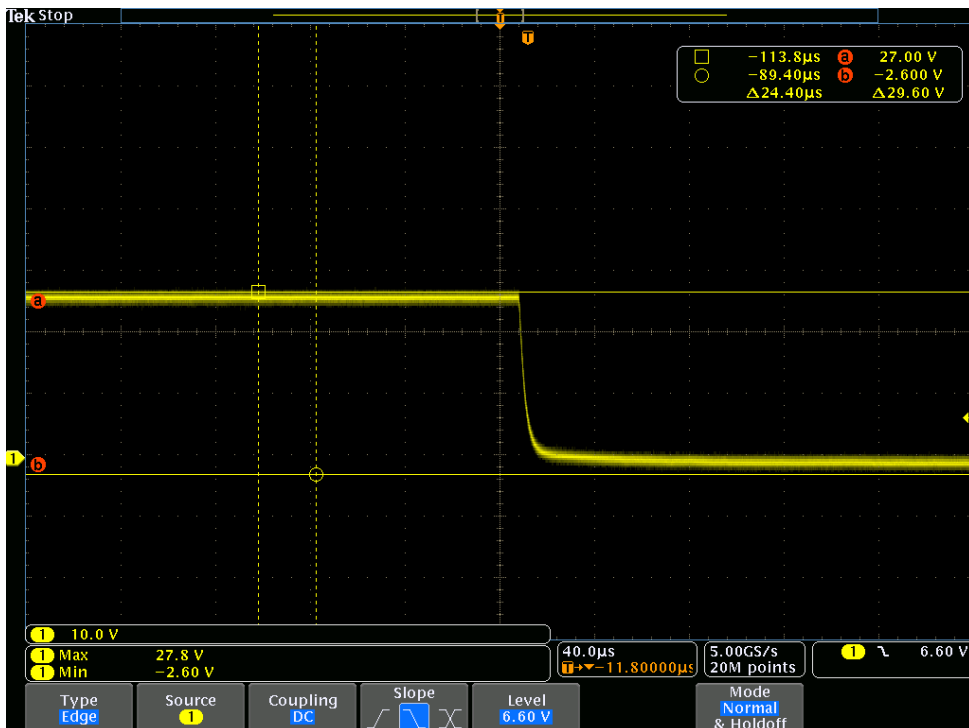 Tek Stop
T
T
−113.8µs a 27.00 V
−89.40µs b −2.600 V
Δ24.40µs Δ29.60 V
a
1
b
1 10.0 V
1 Max 27.8 V
1 Min −2.60 V
40.0µs
T→▼−11.80000µs
5.00GS/s
20M points
1 6.60 V
Type
Edge
Source
1
Coupling
DC
Slope
Level
6.60 V
Mode
Normal
& Holdoff